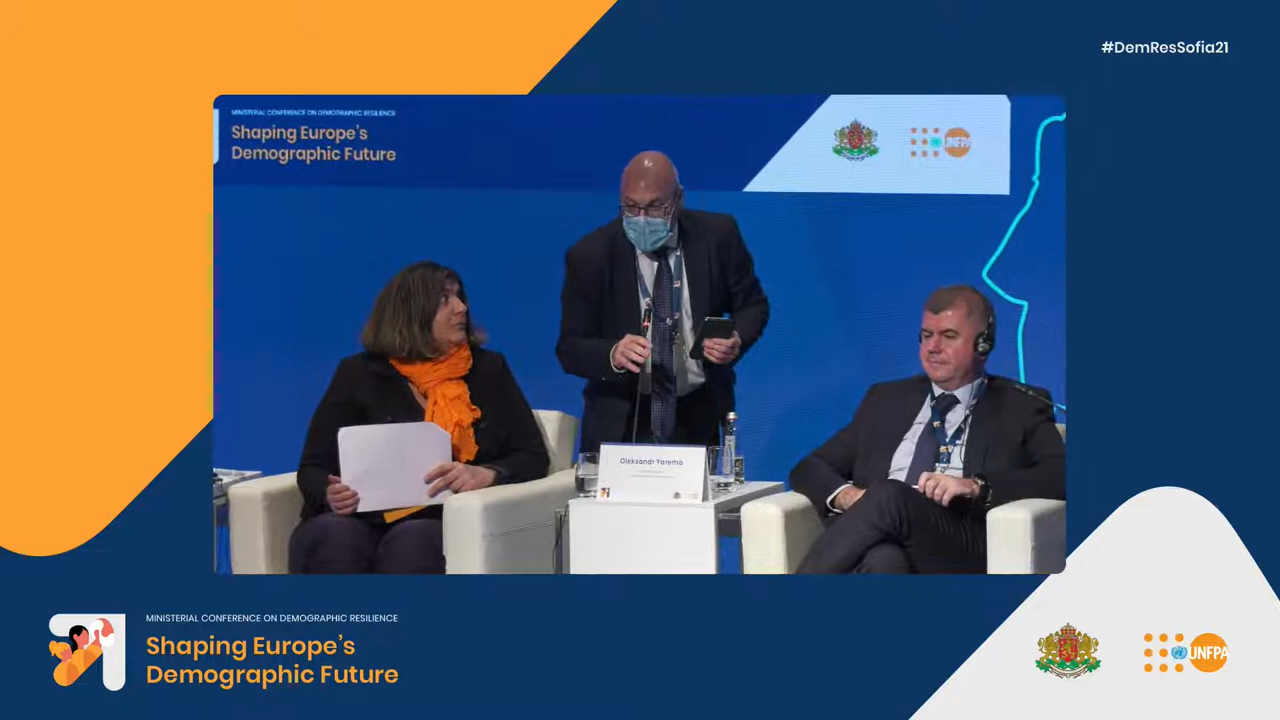 #DemResSofia21
MINISTERIAL CONFERENCE ON DEMOGRAPHIC RESILIENCE
Shaping Europe's
Demographic Future
UNFPA
Oleksandr Yarema
MINISTERIAL CONFERENCE ON DEMOGRAPHIC RESILIENCE
Shaping Europe's
Demographic Future
UNFPA